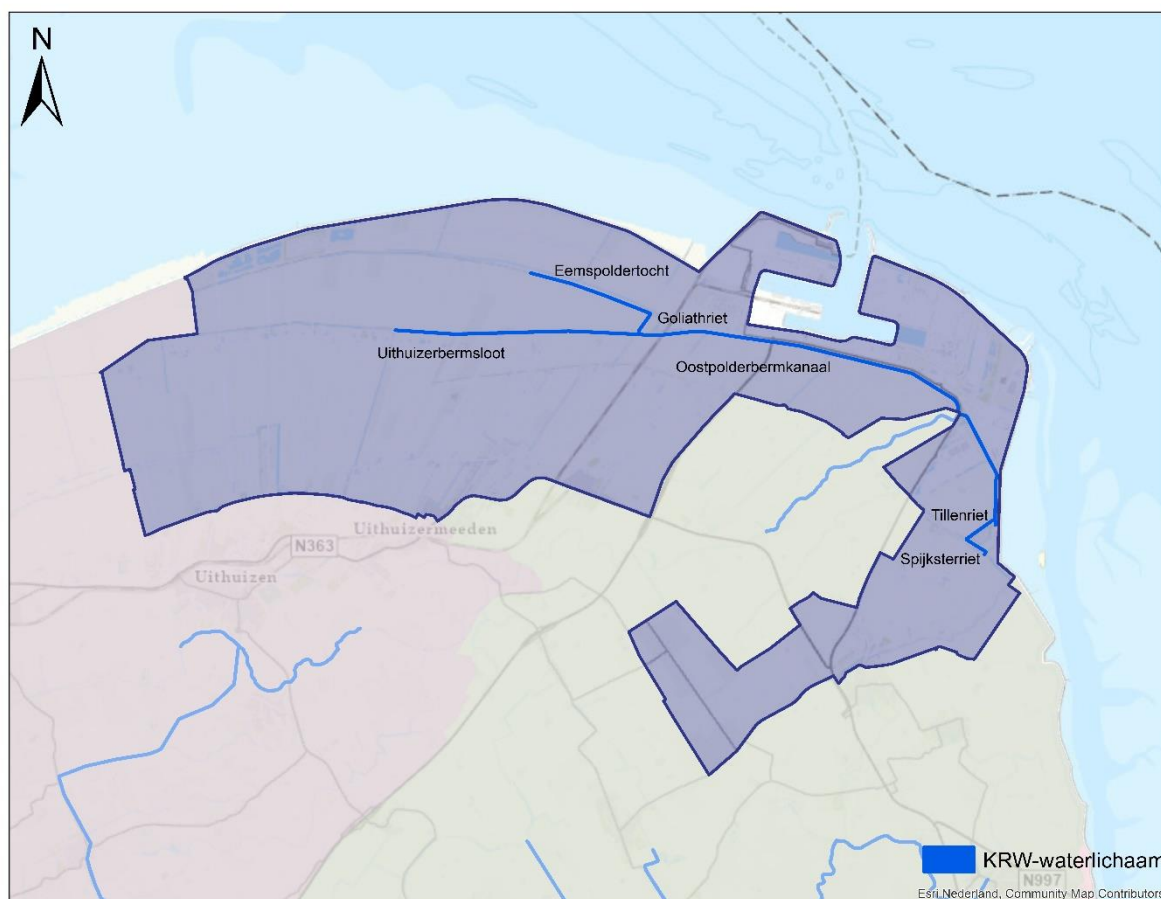 N
Eemspoldertocht
Goliathriet
Uithuizerbermsloot
Oostpolderbermkanaal
Tillenriet
Uithuizermeeden
N363
Uithuizen
Spijksterriet
KRW-waterlichaam
N997
Esri Nederland, Community Map Contributors